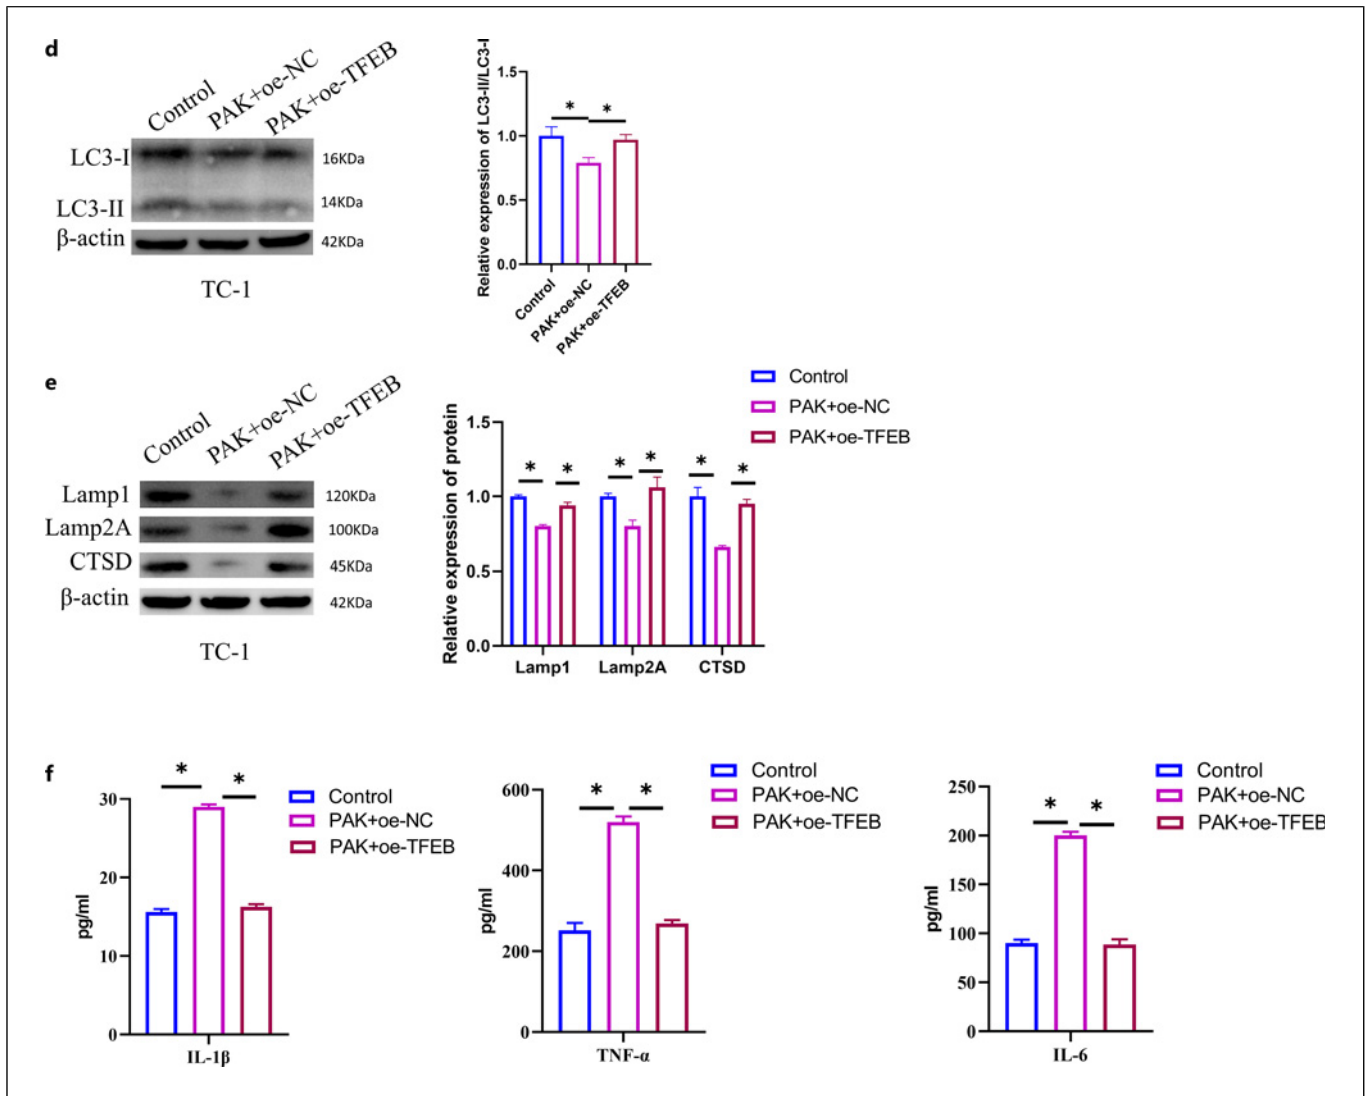 d
Control
PAK+oe-NC
PAK+oe-TFEB
LC3-I
16KDa
LC3-II
14KDa
β-actin
42KDa
TC-1
Relative expression of LC3-II/LC3-I
1.5
1.0
0.5
0.0
* *
Control
PAK+oe-NC
PAK+oe-TFEB
e
Control
PAK+oe-NC
PAK+oe-TFEB
Lamp1
120KDa
Lamp2A
100KDa
CTSD
45KDa
β-actin
42KDa
TC-1
Control
PAK+oe-NC
PAK+oe-TFEB
Relative expression of protein
1.5
1.0
0.5
0.0
* * * * * *
Lamp1 Lamp2A CTSD
f
pg/ml
30
20
10
0
* *
IL-1β
Control
PAK+oe-NC
PAK+oe-TFEB
pg/ml
600
400
200
0
* *
TNF-α
Control
PAK+oe-NC
PAK+oe-TFEB
pg/ml
250
200
150
100
50
0
* *
IL-6
Control
PAK+oe-NC
PAK+oe-TFEB